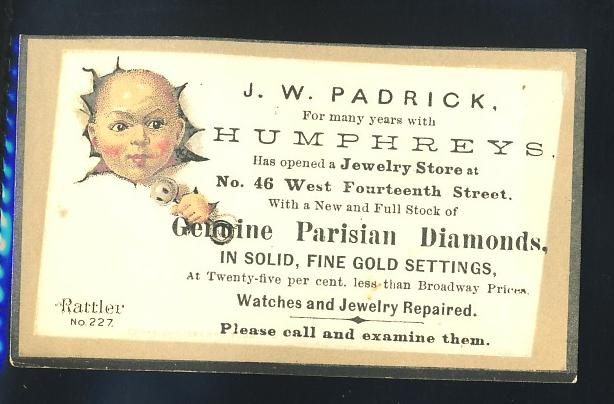 J. W. PADRICK,
For many years with
HUMPHREYS.
Has opened a Jewelry Store at
No. 46 West Fourteenth Street.
With a New and Full Stock of
Genuine Parisian Diamonds,
IN SOLID, FINE GOLD SETTINGS,
At Twenty-five per cent. less than Broadway Prices.
Watches and Jewelry Repaired.
Please call and examine them.
Rattler
No. 227.